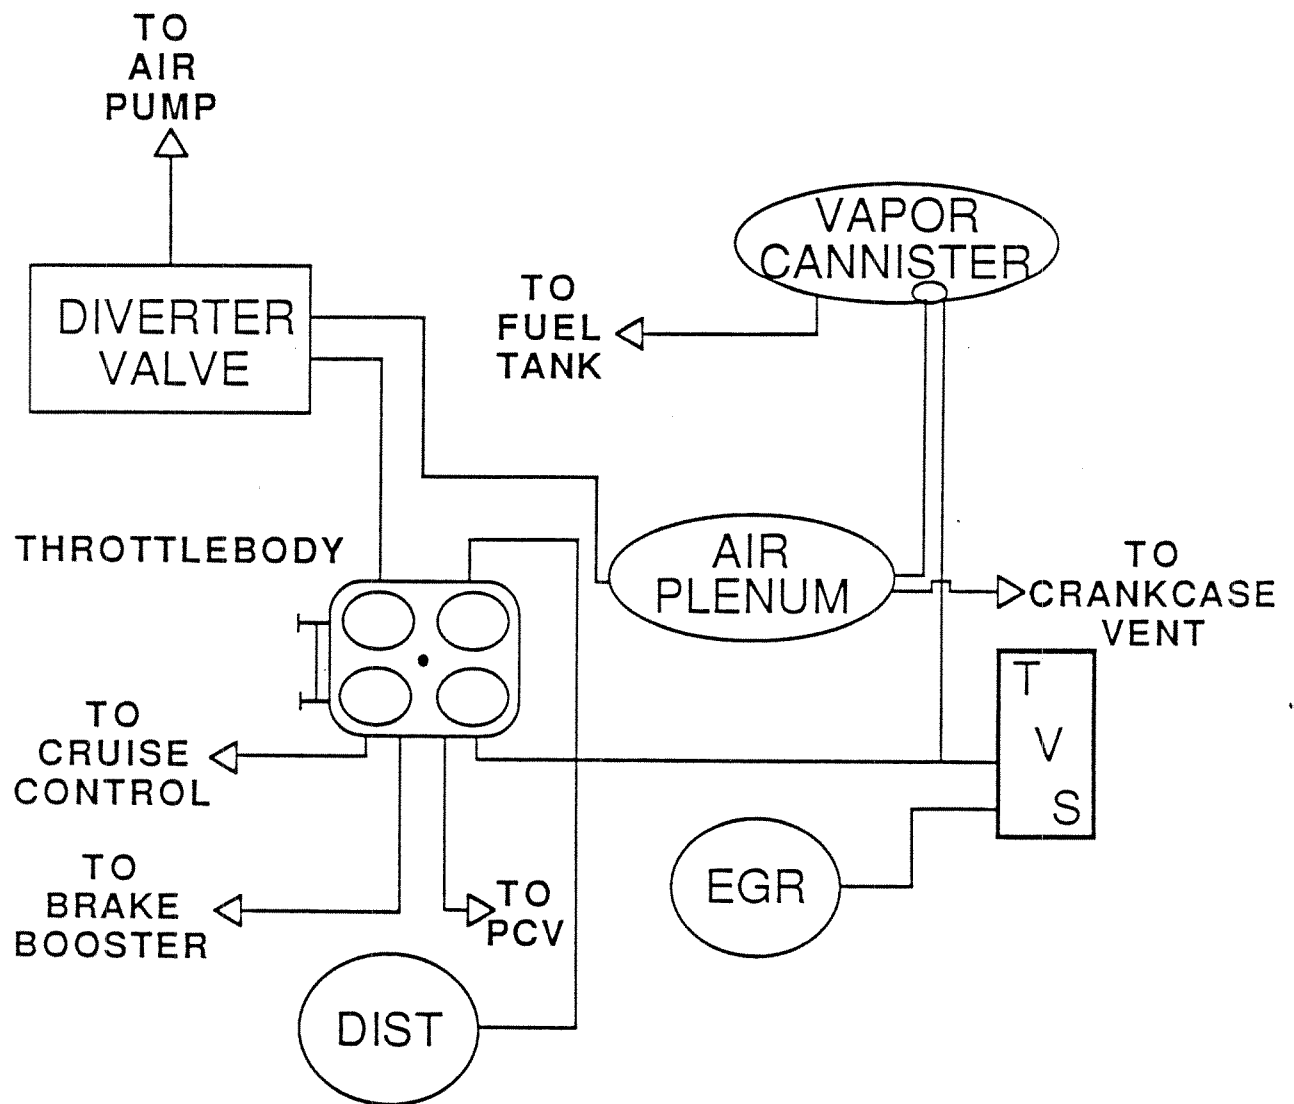 TO
AIR
PUMP
VAPOR
CANNISTER
DIVERTER
VALVE
TO
FUEL
TANK
THROTTLEBODY
AIR
PLENUM
TO
CRANKCASE
VENT
T
V
S
TO
CRUISE
CONTROL
EGR
TO
BRAKE
BOOSTER
TO
PCV
DIST